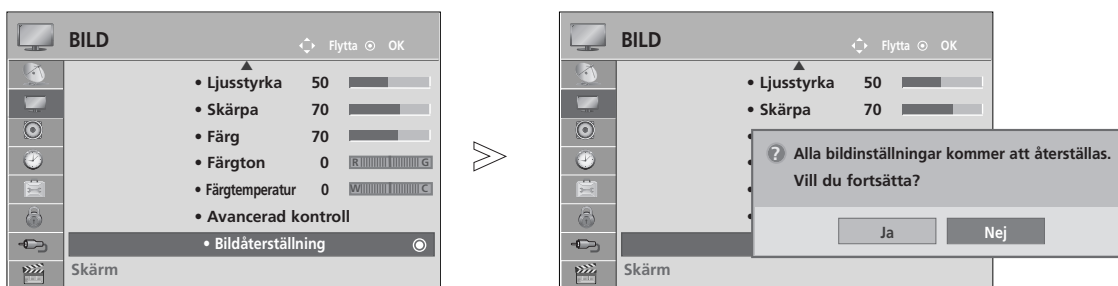 BILD
Flytta ⊙ OK
• Ljusstyrka 50
• Skärpa 70
• Färg 70
• Färgton 0 R G
• Färgtemperatur 0 W C
• Avancerad kontroll
• Bildåterställning
Skärm
BILD
Flytta ⊙ OK
• Ljusstyrka 50
• Skärpa 70
? Alla bildinställningar kommer att återställas.
Vill du fortsätta?
Ja Nej
Skärm